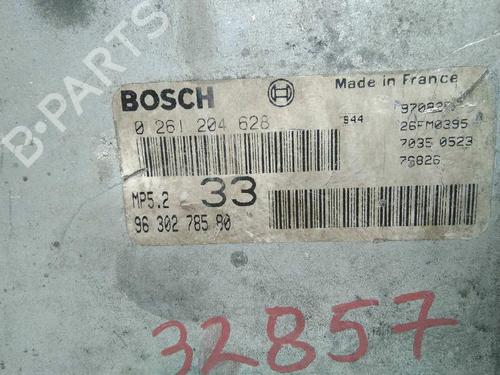 B-PARTS
BOSCH
Made in France
0 261 204 628
944
26FM0395
7035 0523
76826
MP5.2
33
96 302 785 80
32857